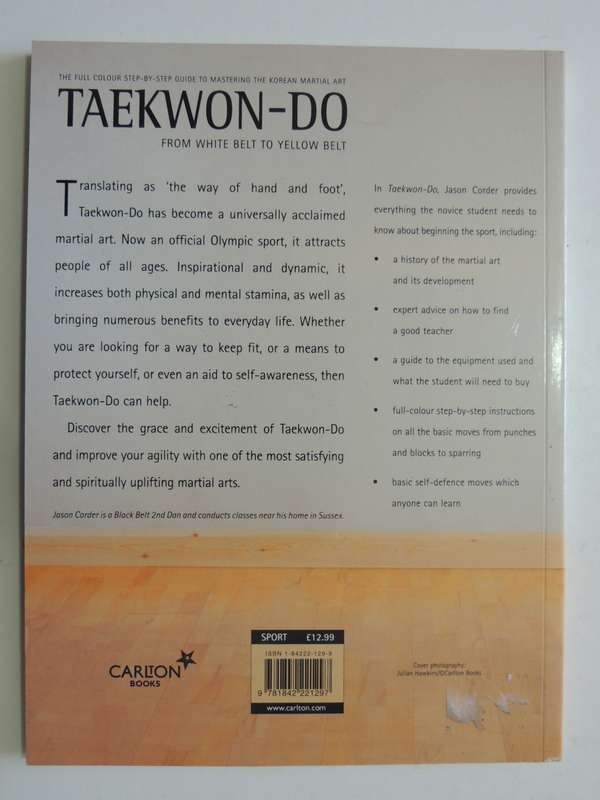 THE FULL COLOUR STEP-BY-STEP GUIDE TO MASTERING THE KOREAN MARTIAL ART
TAEKWON-DO
FROM WHITE BELT TO YELLOW BELT
Translating as 'the way of hand and foot',
Taekwon-Do has become a universally acclaimed
martial art. Now an official Olympic sport, it attracts
people of all ages. Inspirational and dynamic, it
increases both physical and mental stamina, as well as
bringing numerous benefits to everyday life. Whether
you are looking for a way to keep fit, or a means to
protect yourself, or even an aid to self-awareness, then
Taekwon-Do can help.
Discover the grace and excitement of Taekwon-Do
and improve your agility with one of the most satisfying
and spiritually uplifting martial arts.
Jason Corder is a Black Belt 2nd Dan and conducts classes near his home in Sussex.
In Taekwon-Do, Jason Corder provides
everything the novice student needs to
know about beginning the sport, including:
• a history of the martial art
and its development
• expert advice on how to find
a good teacher
• a guide to the equipment used and
what the student will need to buy
• full-colour step-by-step instructions
on all the basic moves from punches
and blocks to sparring
• basic self-defence moves which
anyone can learn
CARLTON
BOOKS
SPORT £12.99
ISBN 1-84222-129-X
9 781842 221297
www.carlton.com
Cover photography:
Julian Hawkins/©Carlton Books